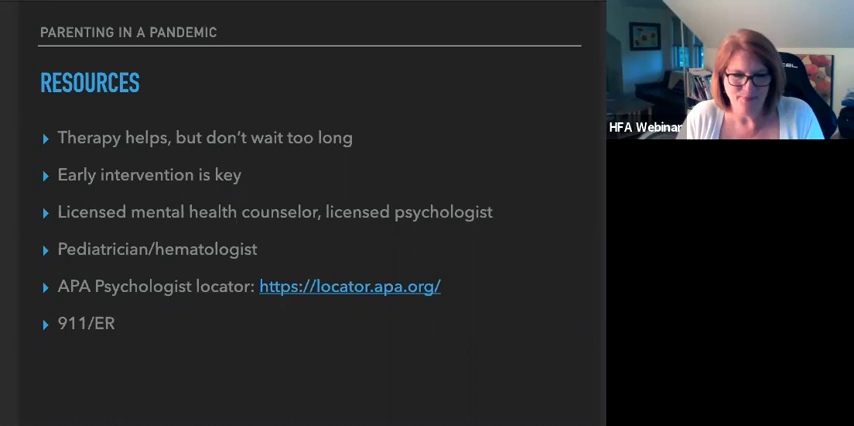 PARENTING IN A PANDEMIC
RESOURCES
Therapy helps, but don't wait too long
Early intervention is key
Licensed mental health counselor, licensed psychologist
Pediatrician/hematologist
APA Psychologist locator: https://locator.apa.org/
911/ER
HFA Webinar